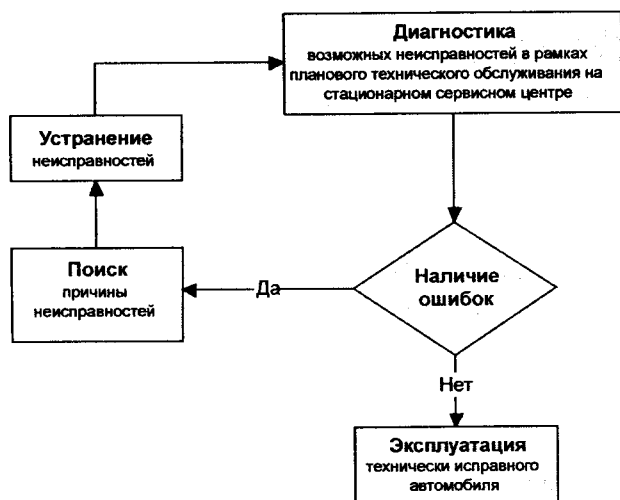 Диагностика
возможных неисправностей в рамках
планового технического обслуживания на
стационарном сервисном центре
Устранение
неисправностей
Поиск
причины
неисправностей
Да
Наличие
ошибок
Нет
Эксплуатация
технически исправного
автомобиля